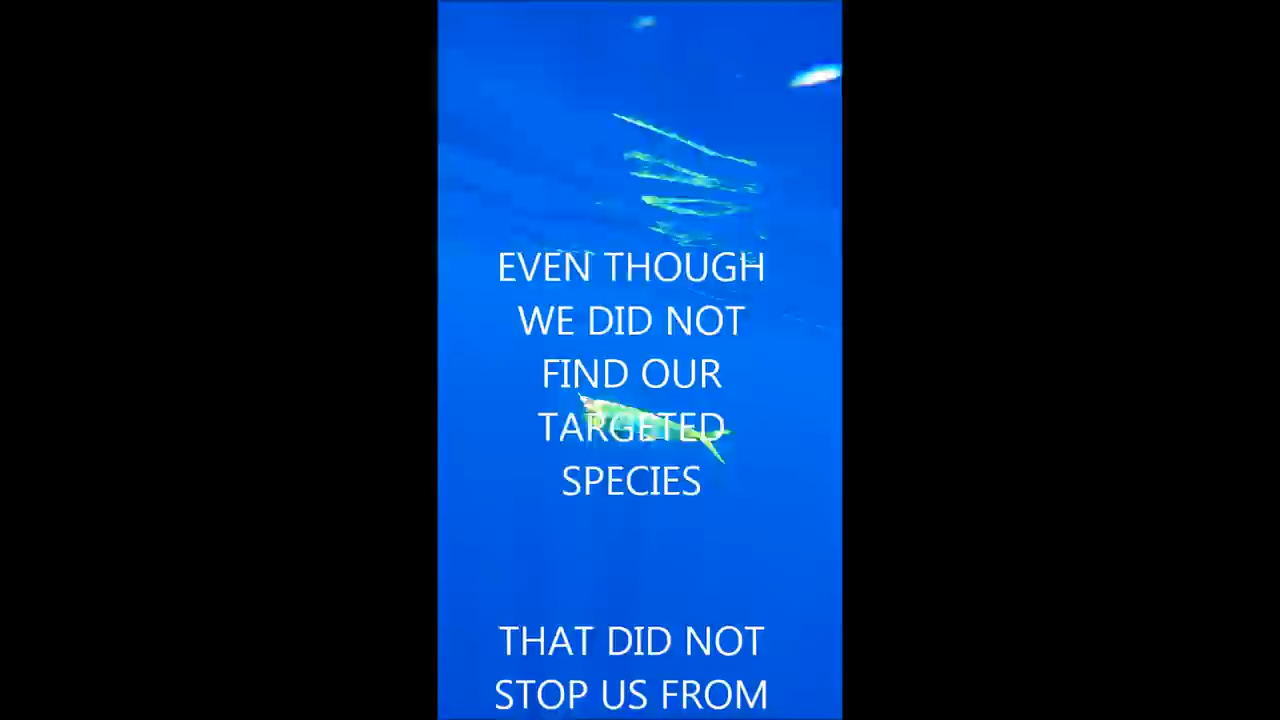 EVEN THOUGH
WE DID NOT
FIND OUR
TARGETED
SPECIES
THAT DID NOT
STOP US FROM